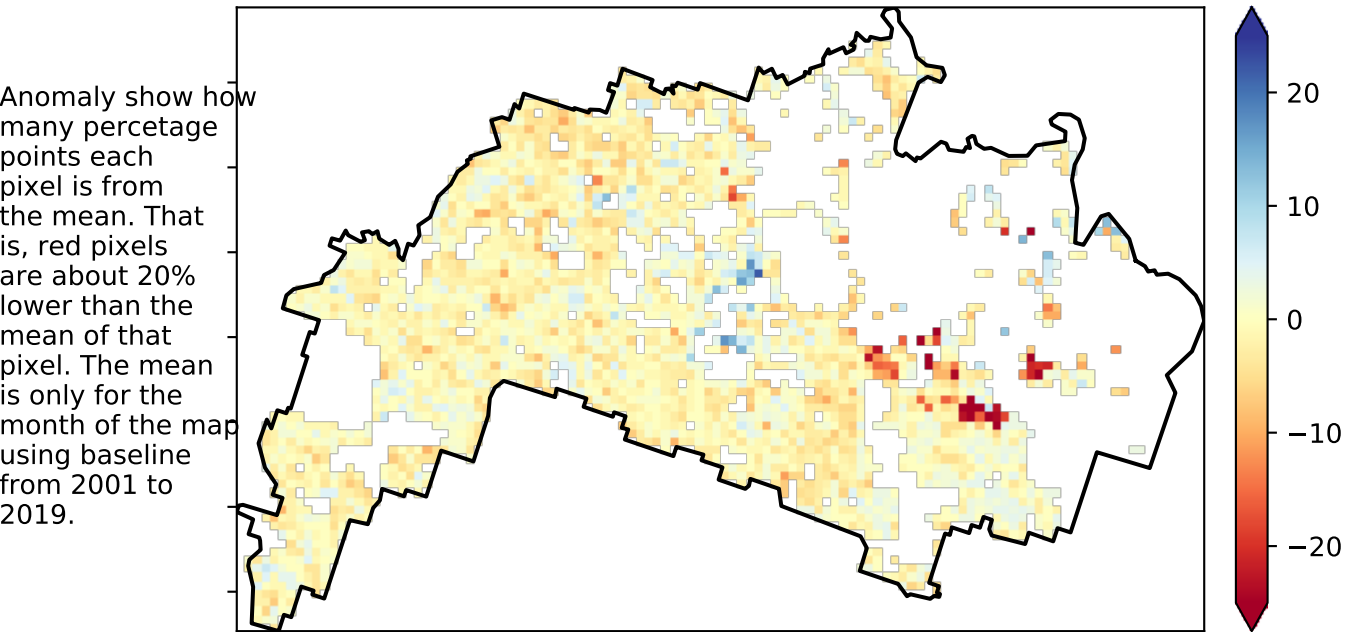 Anomaly show how
many percetage
points each
pixel is from
the mean. That
is, red pixels
are about 20%
lower than the
mean of that
pixel. The mean
is only for the
month of the map
using baseline
from 2001 to
2019.
20
10
0
−10
−20